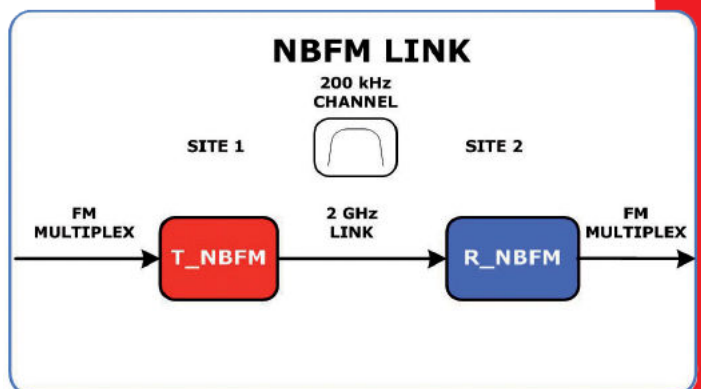 NBFM LINK
200 kHz
CHANNEL
SITE 1
SITE 2
FM
MULTIPLEX
2 GHz
LINK
FM
MULTIPLEX
T_NBFM
R_NBFM